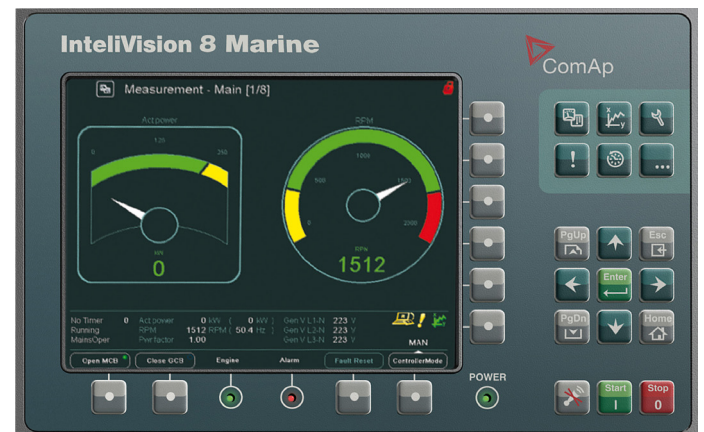 InteliVision 8 Marine
ComAp
Measurement - Main [1/8]
Act power
0 120 250
kW
0
RPM
0 500 1000 1500 2000
RPM
1512
x y
! ...
PgUp Esc
Enter
PgDn Home
No Timer 0 Act power 0 kW ( 0 kW ) Gen V L1-N 223 V
Running RPM 1512 RPM ( 50.4 Hz ) Gen V L2-N 223 V
MainsOper Pwr factor 1.00 Gen V L3-N 223 V
!
MAN
Open MCB Close GCB Engine Alarm Fault Reset ControllerMode
POWER
Start I
Stop 0